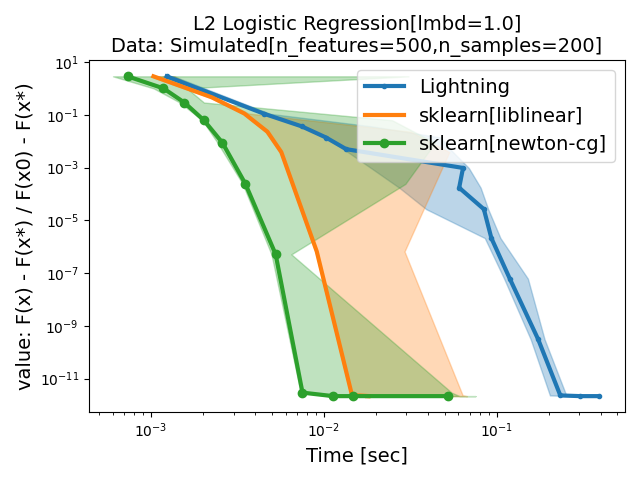 L2 Logistic Regression[lmbd=1.0]
Data: Simulated[n_features=500,n_samples=200]
value: F(x) - F(x*) / F(x0) - F(x*)
10¹
10⁻¹
10⁻³
10⁻⁵
10⁻⁷
10⁻⁹
10⁻¹¹
Lightning
sklearn[liblinear]
sklearn[newton-cg]
10⁻³
10⁻²
10⁻¹
Time [sec]